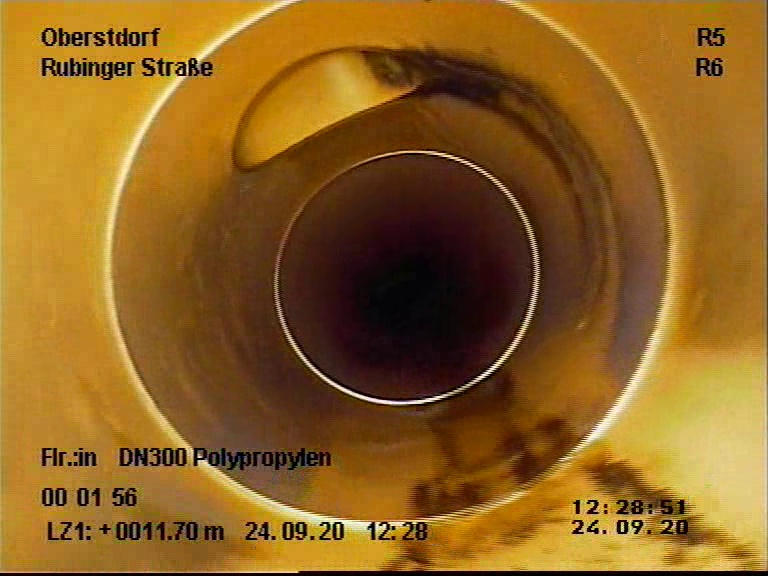 Oberstdorf
R5
Rubinger Straße
R6
Flr.:in DN300 Polypropylen
00 01 56
12:28:51
LZ1: +0011.70 m 24.09.20 12:28
24.09.20